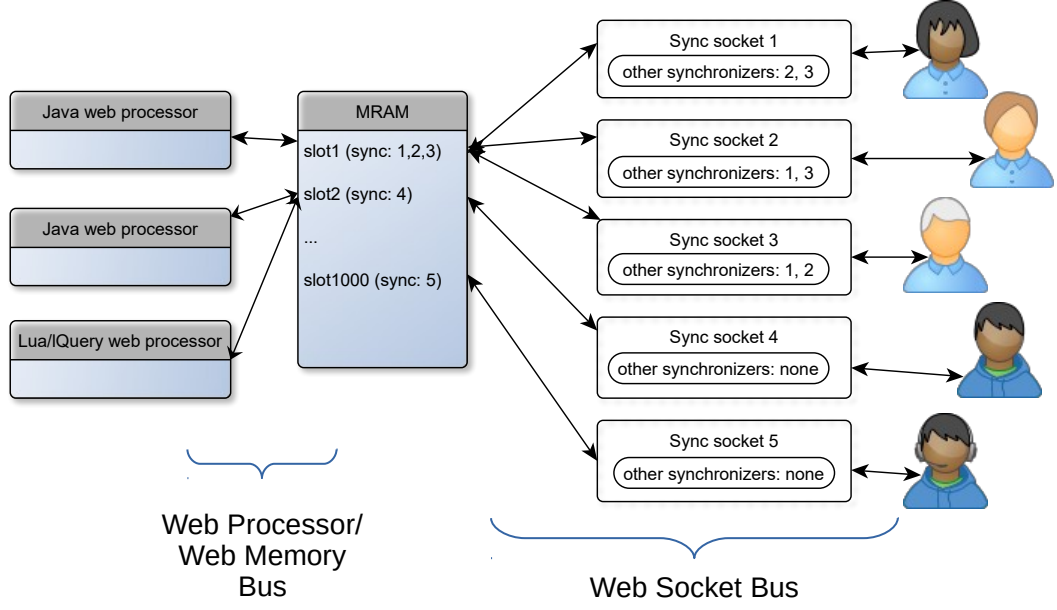 Java web processor
Java web processor
Lua/lQuery web processor
MRAM
slot1 (sync: 1,2,3)
slot2 (sync: 4)
...
slot1000 (sync: 5)
Sync socket 1
other synchronizers: 2, 3
Sync socket 2
other synchronizers: 1, 3
Sync socket 3
other synchronizers: 1, 2
Sync socket 4
other synchronizers: none
Sync socket 5
other synchronizers: none
Web Processor/
Web Memory
Bus
Web Socket Bus